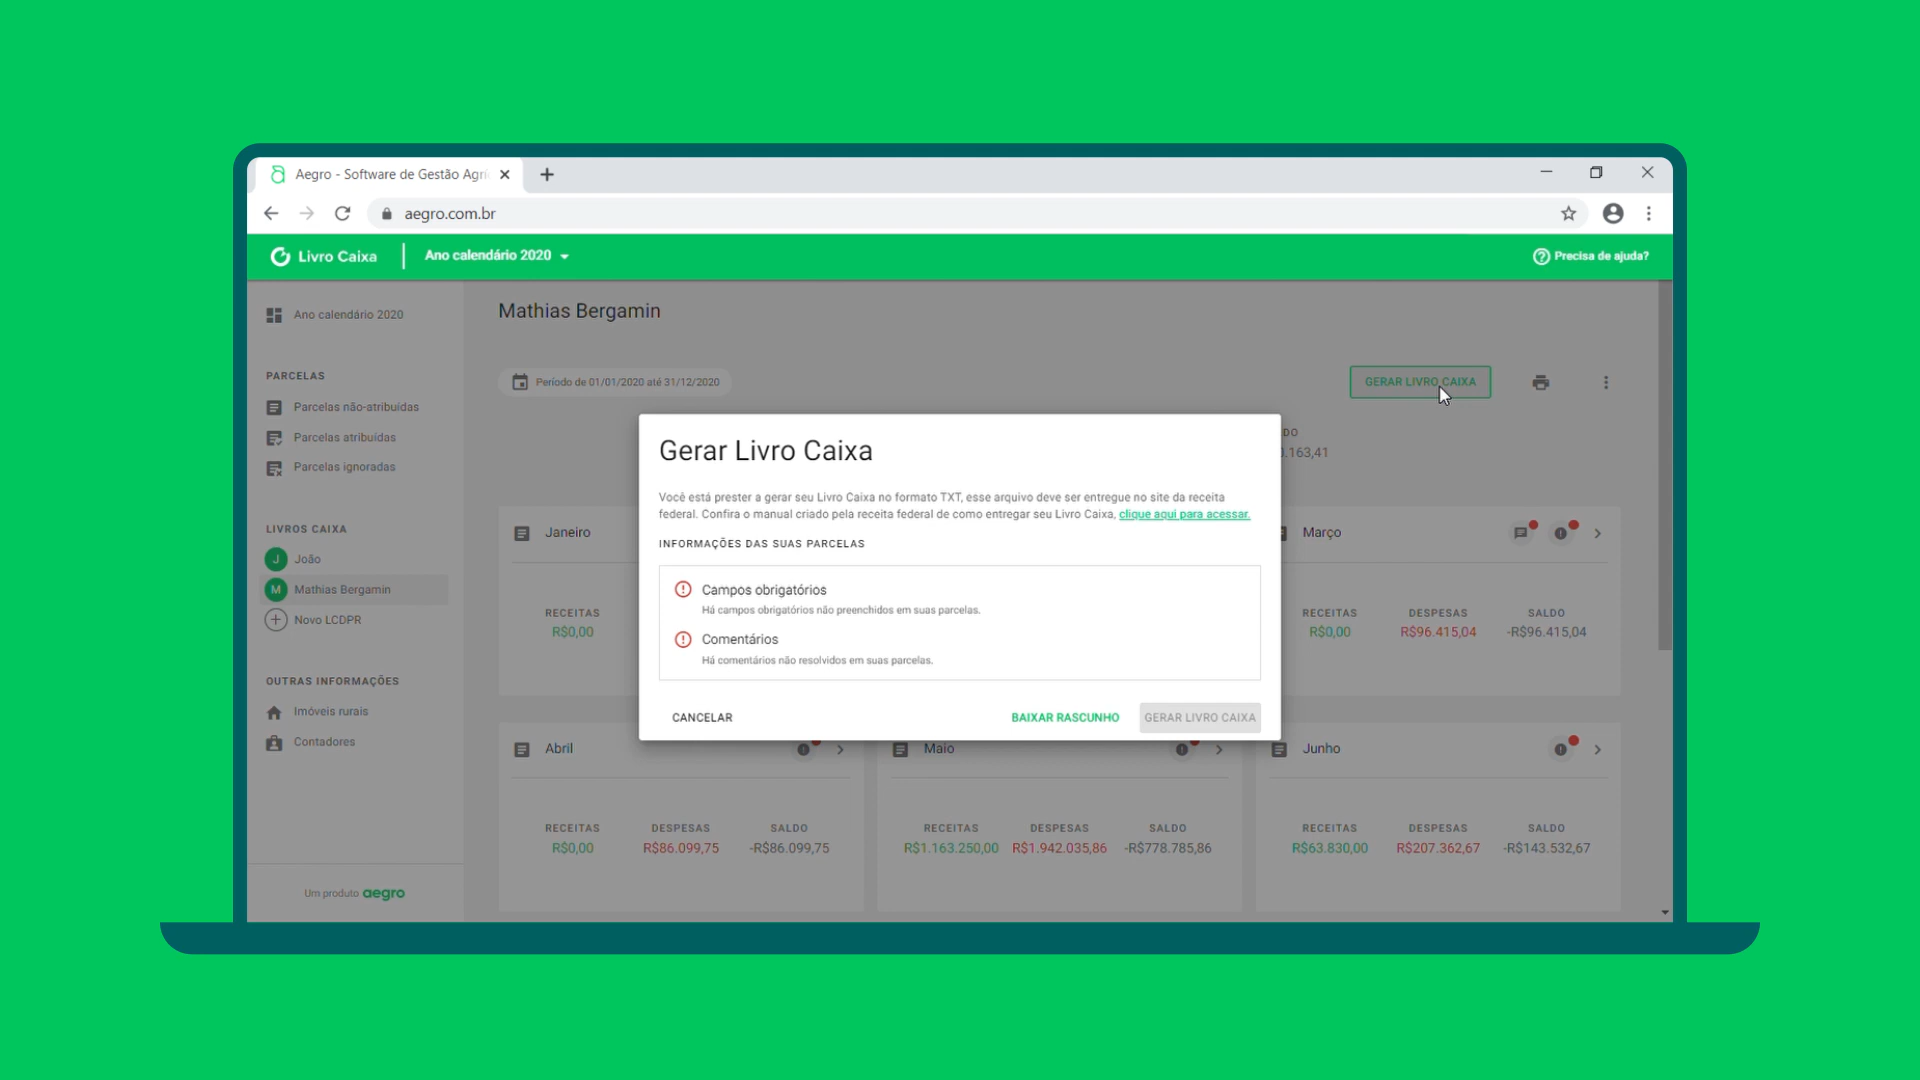 Aegro - Software de Gestão Agri
aegro.com.br
Livro Caixa
Ano calendário 2020
Precisa de ajuda?
Ano calendário 2020
PARCELAS
Parcelas não-atribuídas
Parcelas atribuídas
Parcelas ignoradas
LIVROS CAIXA
J João
M Mathias Bergamin
Novo LCDPR
OUTRAS INFORMAÇÕES
Imóveis rurais
Contadores
Um produto aegro
Mathias Bergamin
Período de 01/01/2020 até 31/12/2020
GERAR LIVRO CAIXA
DO
.163,41
Gerar Livro Caixa
Você está prester a gerar seu Livro Caixa no formato TXT, esse arquivo deve ser entregue no site da receita
federal. Confira o manual criado pela receita federal de como entregar seu Livro Caixa, clique aqui para acessar.
INFORMAÇÕES DAS SUAS PARCELAS
Campos obrigatórios
Há campos obrigatórios não preenchidos em suas parcelas.
Comentários
Há comentários não resolvidos em suas parcelas.
CANCELAR
BAIXAR RASCUNHO
GERAR LIVRO CAIXA
Janeiro
RECEITAS
R$0,00
Março
RECEITAS DESPESAS SALDO
R$0,00 R$96.415,04 -R$96.415,04
Abril
RECEITAS DESPESAS SALDO
R$0,00 R$86.099,75 -R$86.099,75
Maio
RECEITAS DESPESAS SALDO
R$1.163.250,00 R$1.942.035,86 -R$778.785,86
Junho
RECEITAS DESPESAS SALDO
R$63.830,00 R$207.362,67 -R$143.532,67